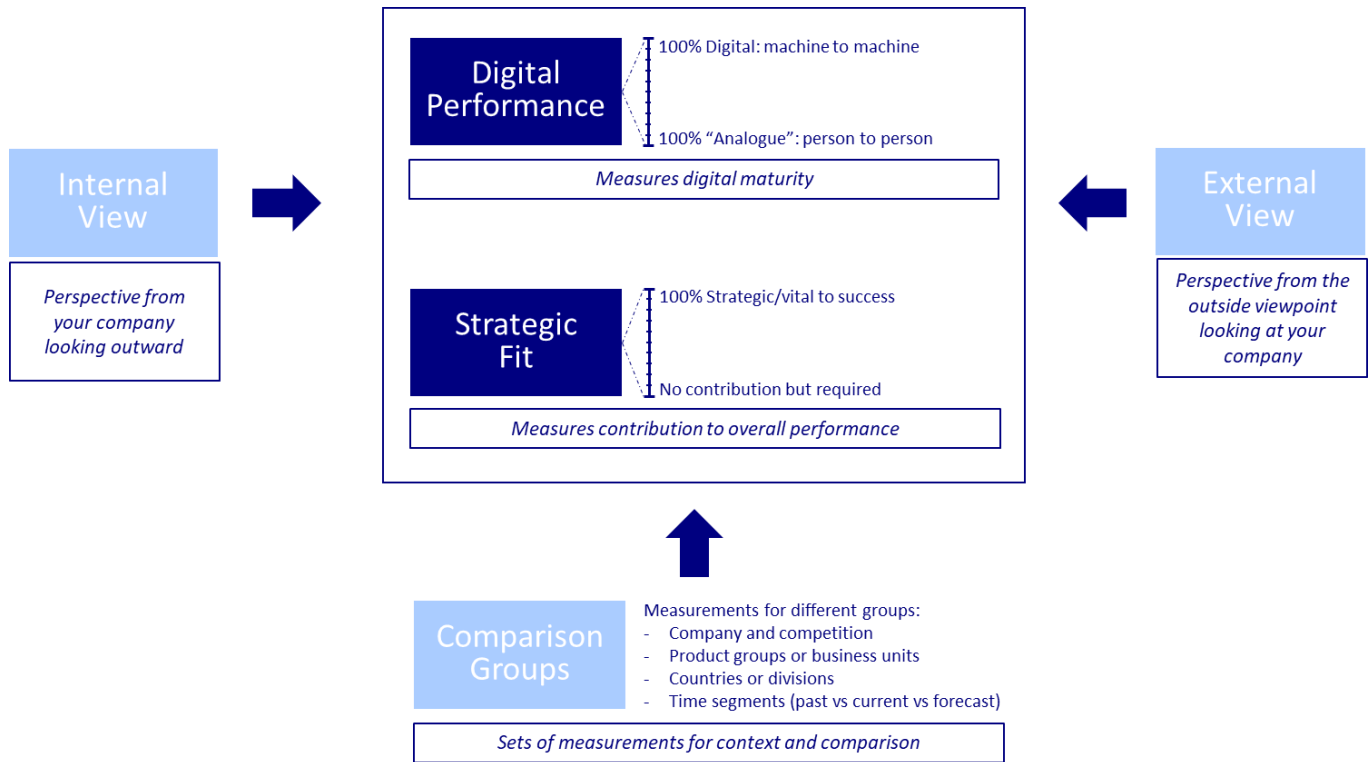 Digital
Performance
100% Digital: machine to machine
100% “Analogue”: person to person
Measures digital maturity
Internal
View
Perspective from
your company
looking outward
External
View
Perspective from the
outside viewpoint
looking at your
company
Strategic
Fit
100% Strategic/vital to success
No contribution but required
Measures contribution to overall performance
Comparison
Groups
Measurements for different groups:
- Company and competition
- Product groups or business units
- Countries or divisions
- Time segments (past vs current vs forecast)
Sets of measurements for context and comparison